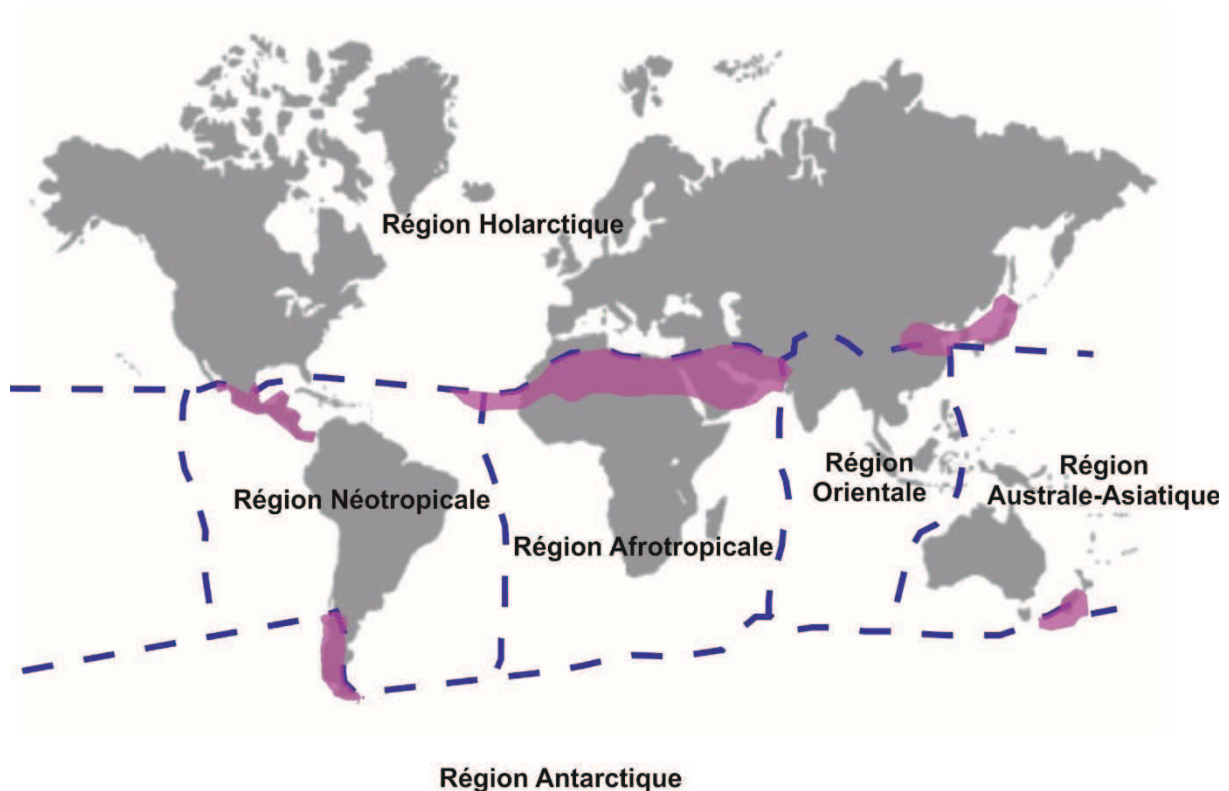 Région Holarctique
Région
Orientale
Région
Australe-Asiatique
Région Néotropicale
Région Afrotropicale
Région Antarctique